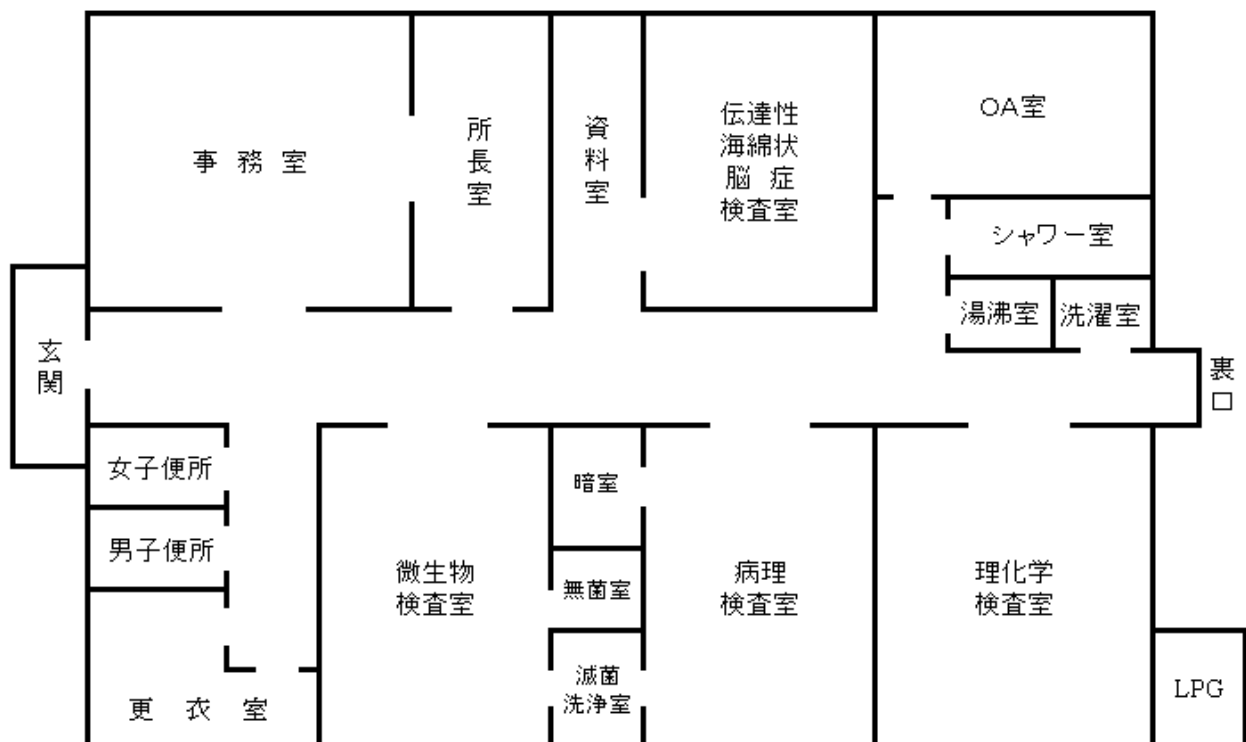 事務室
所長室
資料室
伝達性
海綿状
脳症
検査室
OA室
シャワー室
湯沸室
洗濯室
玄関
裏口
女子便所
男子便所
更衣室
微生物
検査室
暗室
無菌室
滅菌
洗浄室
病理
検査室
理化学
検査室
LPG